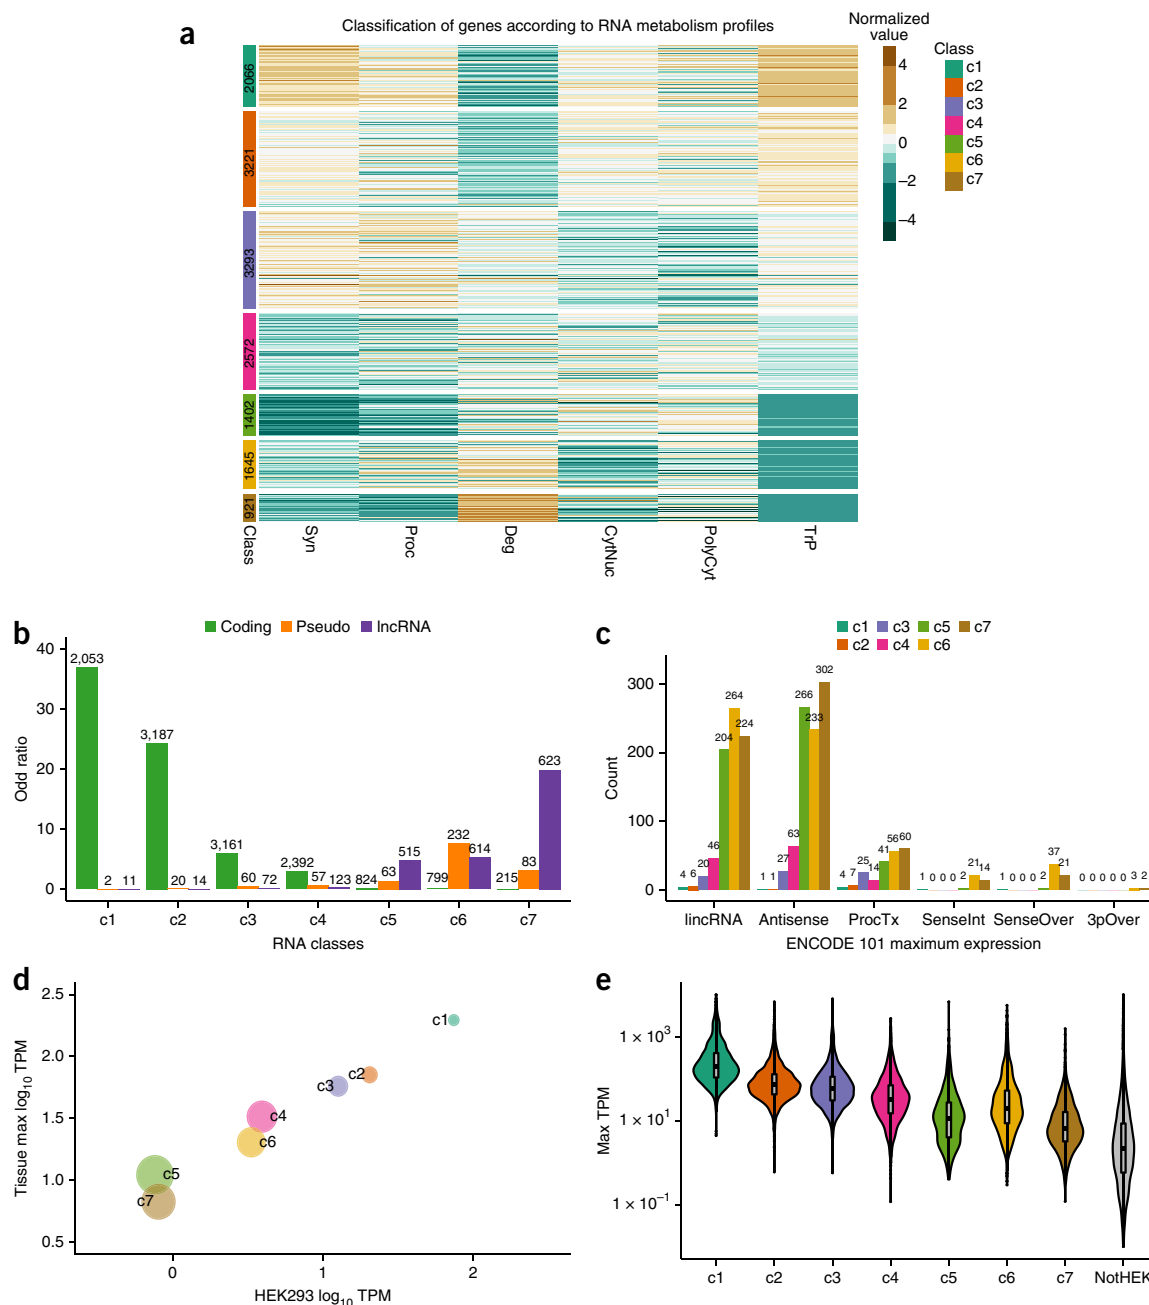 a
Classification of genes according to RNA metabolism profiles
Normalized
value
4
2
0
−2
−4
Class
c1
c2
c3
c4
c5
c6
c7
2066
3221
3293
2572
1402
1645
921
Class
Syn
Proc
Deg
CytNuc
PolyCyt
TrP
b
Coding Pseudo lncRNA
Odd ratio
40
30
20
10
0
2,053 2 11
3,187 20 14
3,161 60 72
2,392 57 123
824 63 515
799 232 614
215 83 623
c1 c2 c3 c4 c5 c6 c7
RNA classes
c
c1 c3 c5 c7
c2 c4 c6
Count
300
200
100
0
4 6 20 46 204 264 224
1 1 27 63 266 233 302
4 7 25 14 41 56 60
1 0 0 0 2 21 14
1 0 0 0 2 37 21
0 0 0 0 0 3 2
lincRNA Antisense ProcTx SenseInt SenseOver 3pOver
ENCODE 101 maximum expression
d
Tissue max log10 TPM
2.5
2.0
1.5
1.0
0.5
c1
c2
c3
c4
c6
c5
c7
0 1 2
HEK293 log10 TPM
e
Max TPM
1 × 10³
1 × 10¹
1 × 10⁻¹
c1 c2 c3 c4 c5 c6 c7 NotHEK